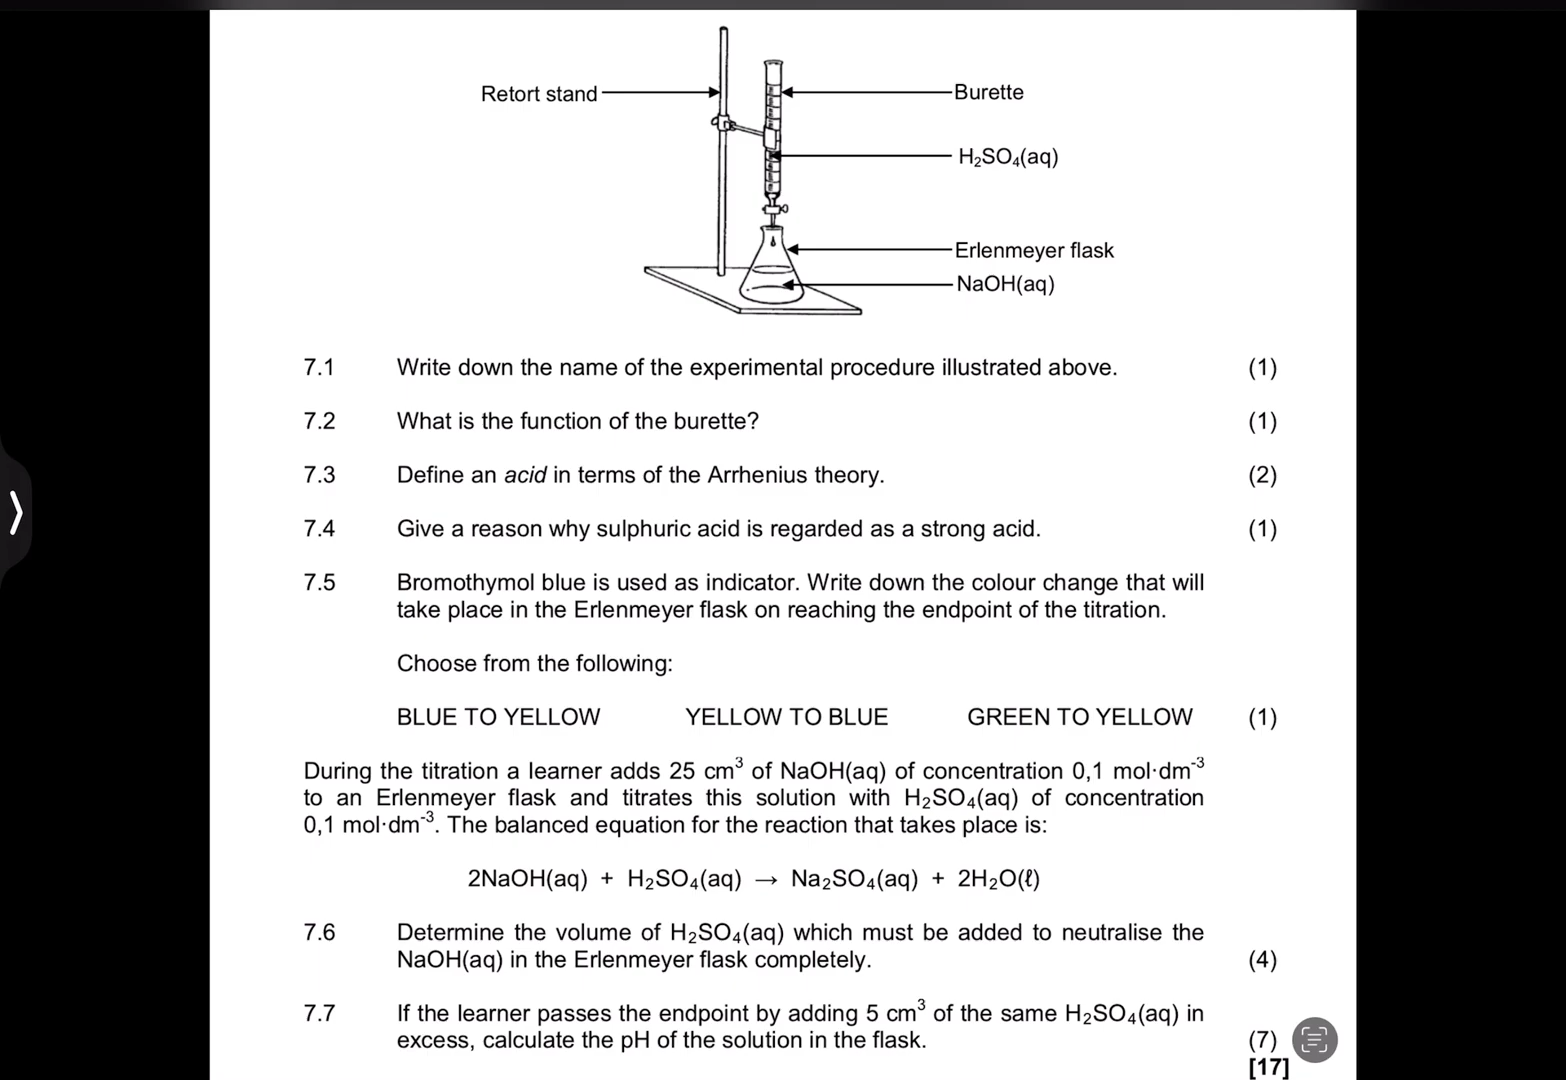 Retort stand
Burette
H₂SO₄(aq)
Erlenmeyer flask
NaOH(aq)
7.1 Write down the name of the experimental procedure illustrated above. (1)
7.2 What is the function of the burette? (1)
7.3 Define an acid in terms of the Arrhenius theory. (2)
7.4 Give a reason why sulphuric acid is regarded as a strong acid. (1)
7.5 Bromothymol blue is used as indicator. Write down the colour change that will
take place in the Erlenmeyer flask on reaching the endpoint of the titration.
Choose from the following:
BLUE TO YELLOW YELLOW TO BLUE GREEN TO YELLOW (1)
During the titration a learner adds 25 cm³ of NaOH(aq) of concentration 0,1 mol·dm⁻³
to an Erlenmeyer flask and titrates this solution with H₂SO₄(aq) of concentration
0,1 mol·dm⁻³. The balanced equation for the reaction that takes place is:
2NaOH(aq) + H₂SO₄(aq) → Na₂SO₄(aq) + 2H₂O(ℓ)
7.6 Determine the volume of H₂SO₄(aq) which must be added to neutralise the
NaOH(aq) in the Erlenmeyer flask completely. (4)
7.7 If the learner passes the endpoint by adding 5 cm³ of the same H₂SO₄(aq) in
excess, calculate the pH of the solution in the flask. (7)
[17]